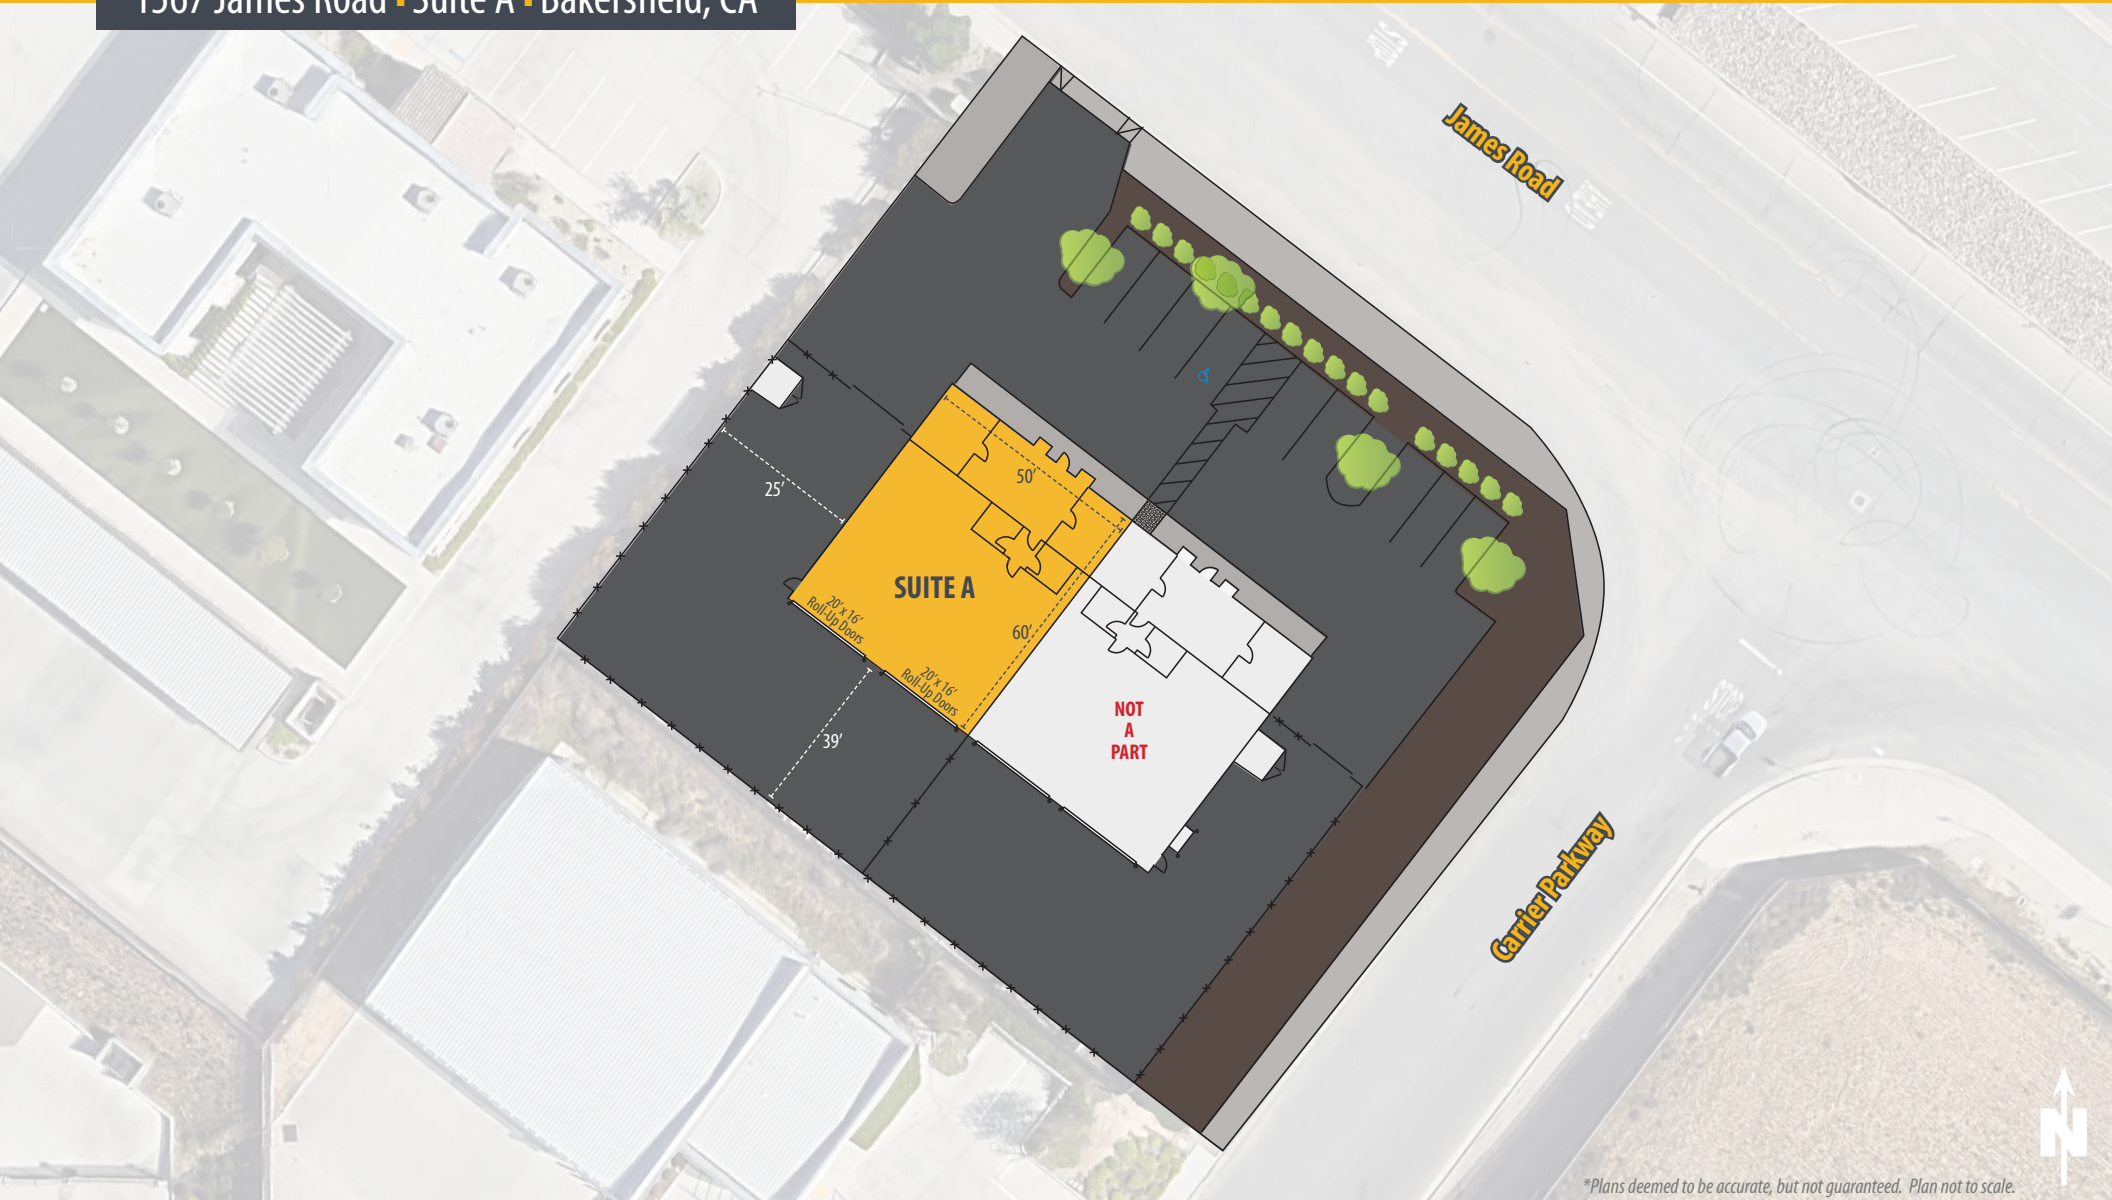 1567 James Road ▪ Suite A ▪ Bakersfield, CA
James Road
50'
25'
SUITE A
20' x 16'
Roll-Up Doors
60'
20' x 16'
Roll-Up Doors
NOT
A
PART
39'
Carrier Parkway
N
*Plans deemed to be accurate, but not guaranteed. Plan not to scale.